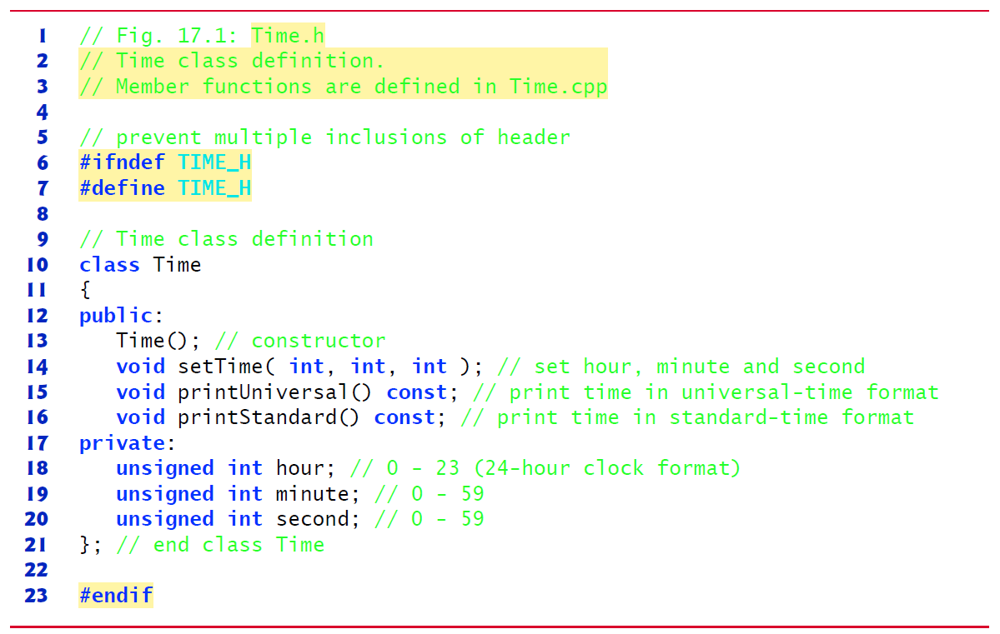 1 // Fig. 17.1: Time.h
2 // Time class definition.
3 // Member functions are defined in Time.cpp
4
5 // prevent multiple inclusions of header
6 #ifndef TIME_H
7 #define TIME_H
8
9 // Time class definition
10 class Time
11 {
12 public:
13    Time(); // constructor
14    void setTime( int, int, int ); // set hour, minute and second
15    void printUniversal() const; // print time in universal-time format
16    void printStandard() const; // print time in standard-time format
17 private:
18    unsigned int hour; // 0 - 23 (24-hour clock format)
19    unsigned int minute; // 0 - 59
20    unsigned int second; // 0 - 59
21 }; // end class Time
22
23 #endif